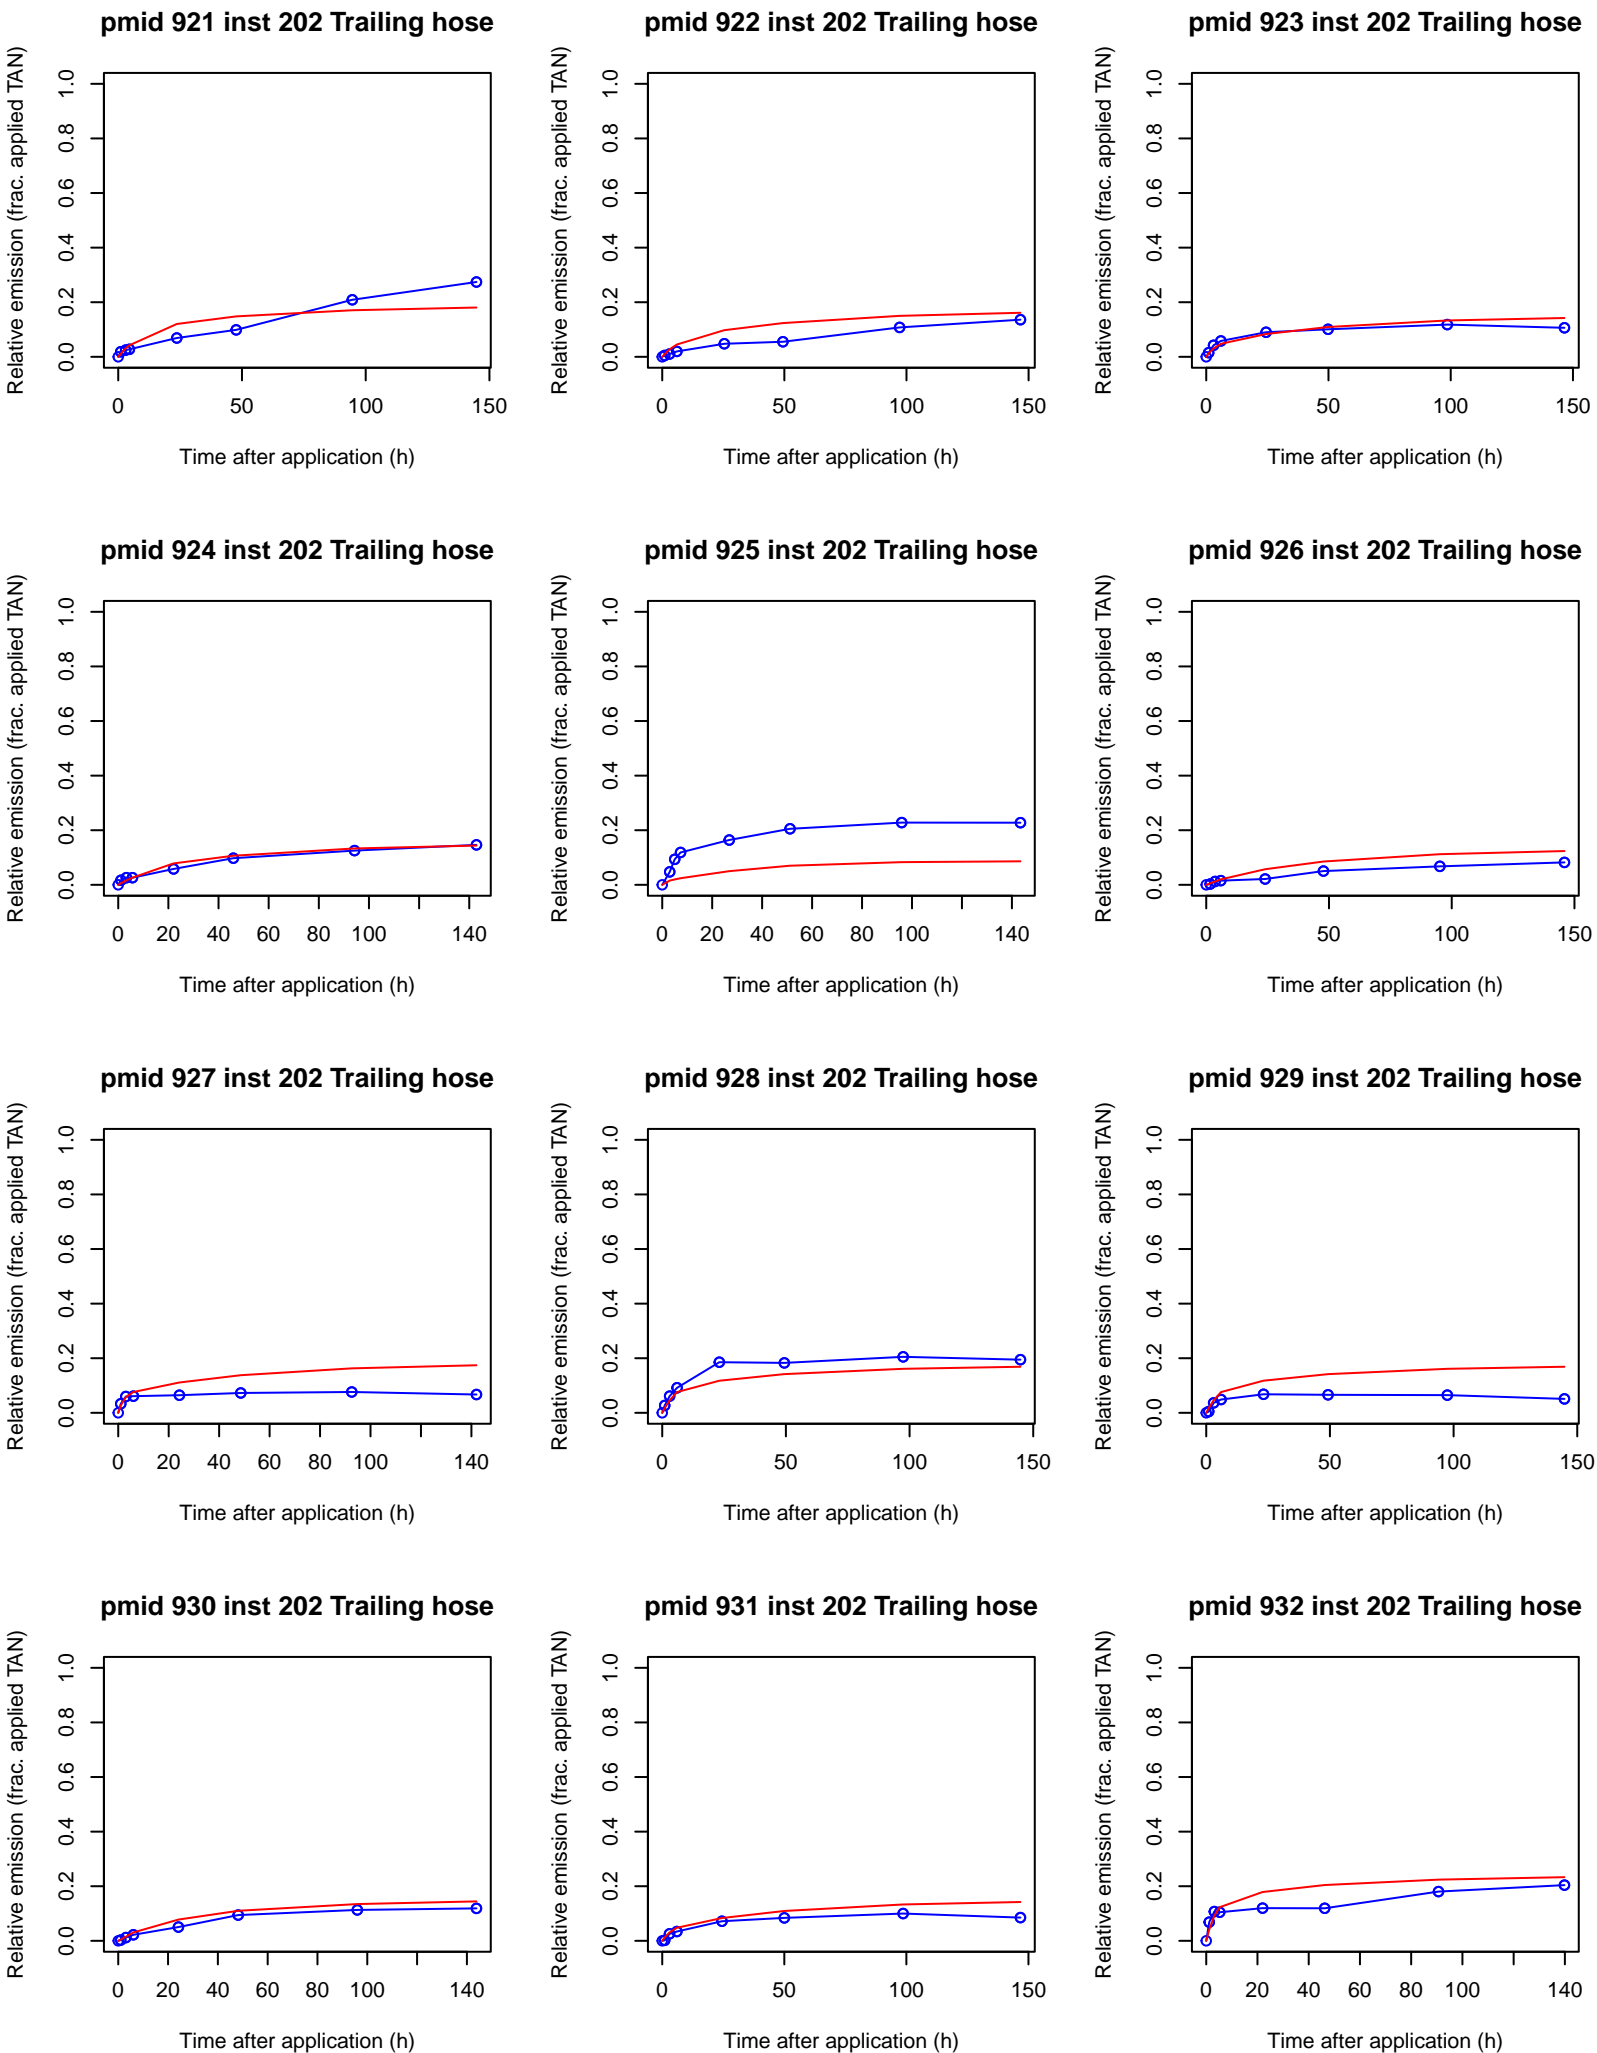 pmid 921 inst 202 Trailing hose
Relative emission (frac. applied TAN)
1.0
0.8
0.6
0.4
0.2
0.0
0 50 100 150
Time after application (h)
pmid 922 inst 202 Trailing hose
Relative emission (frac. applied TAN)
1.0
0.8
0.6
0.4
0.2
0.0
0 50 100 150
Time after application (h)
pmid 923 inst 202 Trailing hose
Relative emission (frac. applied TAN)
1.0
0.8
0.6
0.4
0.2
0.0
0 50 100 150
Time after application (h)
pmid 924 inst 202 Trailing hose
Relative emission (frac. applied TAN)
1.0
0.8
0.6
0.4
0.2
0.0
0 20 40 60 80 100 140
Time after application (h)
pmid 925 inst 202 Trailing hose
Relative emission (frac. applied TAN)
1.0
0.8
0.6
0.4
0.2
0.0
0 20 40 60 80 100 140
Time after application (h)
pmid 926 inst 202 Trailing hose
Relative emission (frac. applied TAN)
1.0
0.8
0.6
0.4
0.2
0.0
0 50 100 150
Time after application (h)
pmid 927 inst 202 Trailing hose
Relative emission (frac. applied TAN)
1.0
0.8
0.6
0.4
0.2
0.0
0 20 40 60 80 100 140
Time after application (h)
pmid 928 inst 202 Trailing hose
Relative emission (frac. applied TAN)
1.0
0.8
0.6
0.4
0.2
0.0
0 50 100 150
Time after application (h)
pmid 929 inst 202 Trailing hose
Relative emission (frac. applied TAN)
1.0
0.8
0.6
0.4
0.2
0.0
0 50 100 150
Time after application (h)
pmid 930 inst 202 Trailing hose
Relative emission (frac. applied TAN)
1.0
0.8
0.6
0.4
0.2
0.0
0 20 40 60 80 100 140
Time after application (h)
pmid 931 inst 202 Trailing hose
Relative emission (frac. applied TAN)
1.0
0.8
0.6
0.4
0.2
0.0
0 50 100 150
Time after application (h)
pmid 932 inst 202 Trailing hose
Relative emission (frac. applied TAN)
1.0
0.8
0.6
0.4
0.2
0.0
0 20 40 60 80 100 140
Time after application (h)